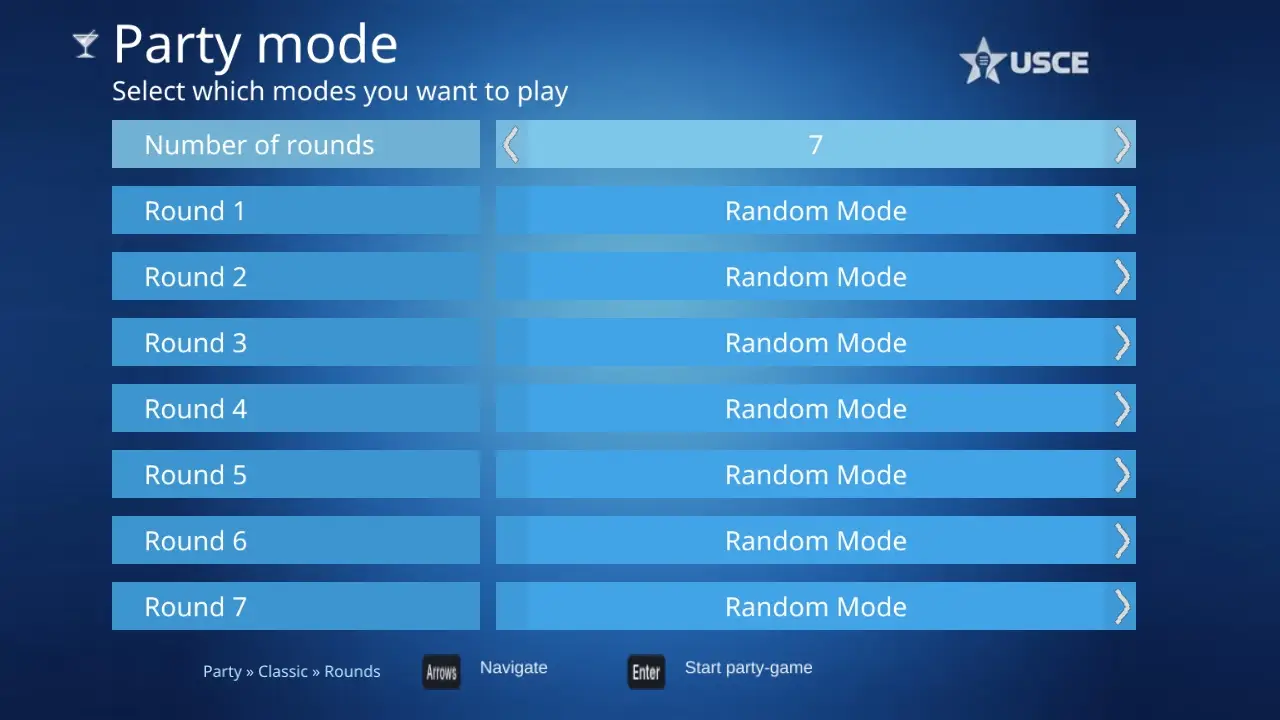 Party mode
USCE
Select which modes you want to play
Number of rounds 7
Round 1 Random Mode
Round 2 Random Mode
Round 3 Random Mode
Round 4 Random Mode
Round 5 Random Mode
Round 6 Random Mode
Round 7 Random Mode
Party » Classic » Rounds Arrows Navigate Enter Start party-game